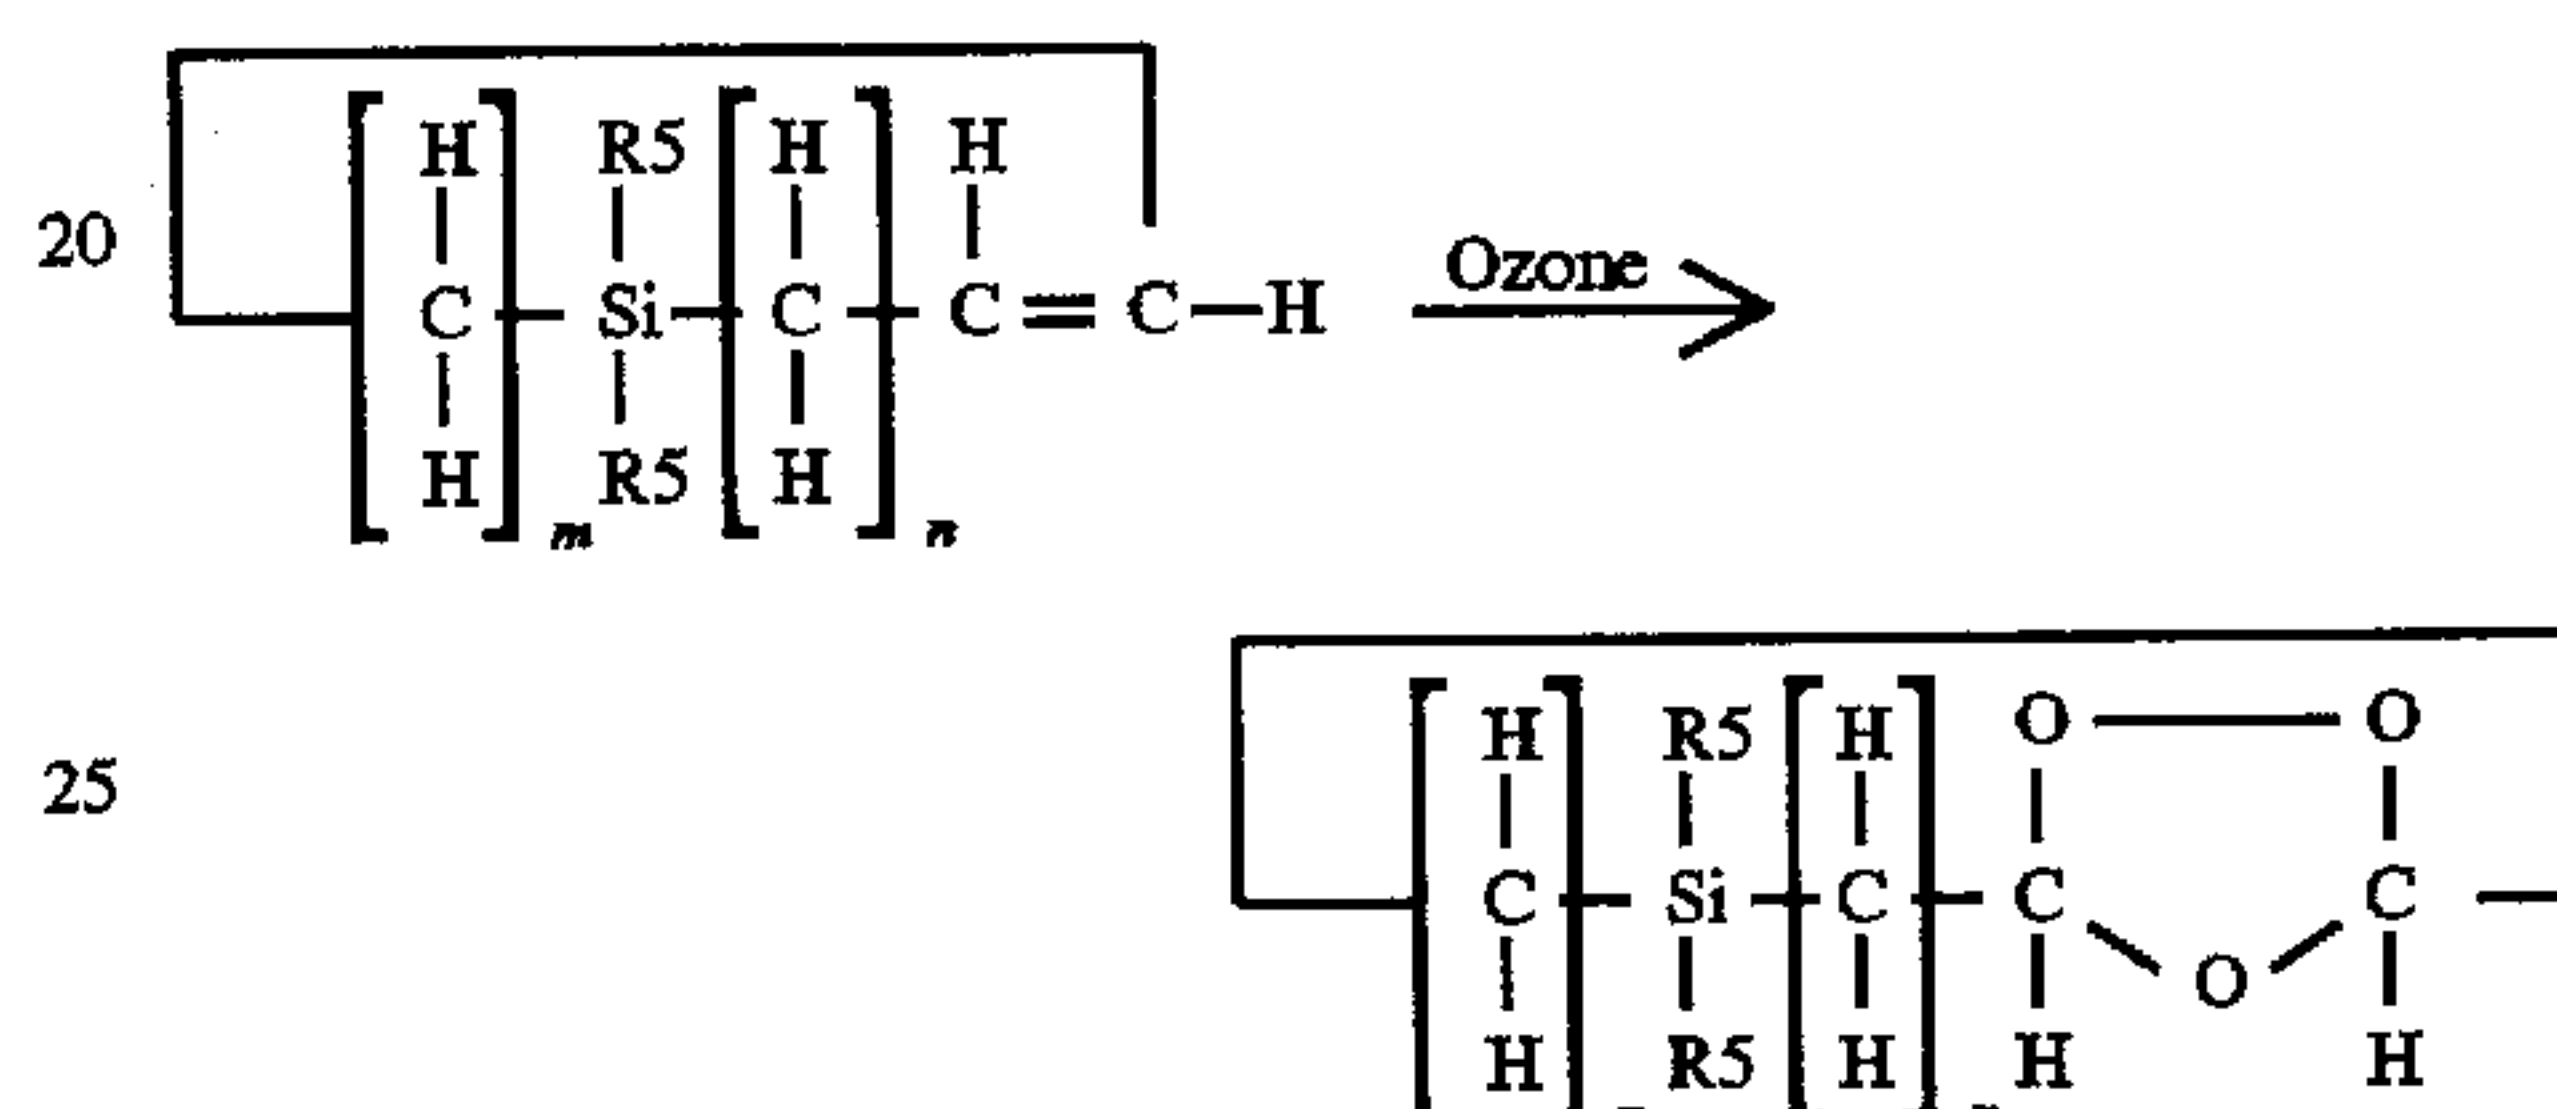 H R5 H H
20 C Si C C = C — H Ozone
H R5 H
m n
H R5 H O O
25 C Si C C C
O
H R5 H H H